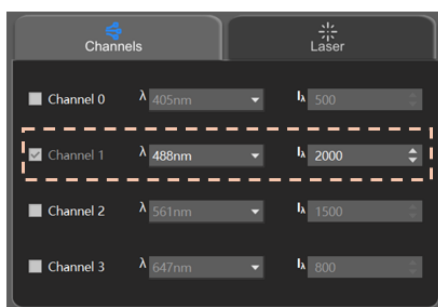 Channels
Laser
Channel 0 λ 405nm Iλ 500
Channel 1 λ 488nm Iλ 2000
Channel 2 λ 561nm Iλ 1500
Channel 3 λ 647nm Iλ 800